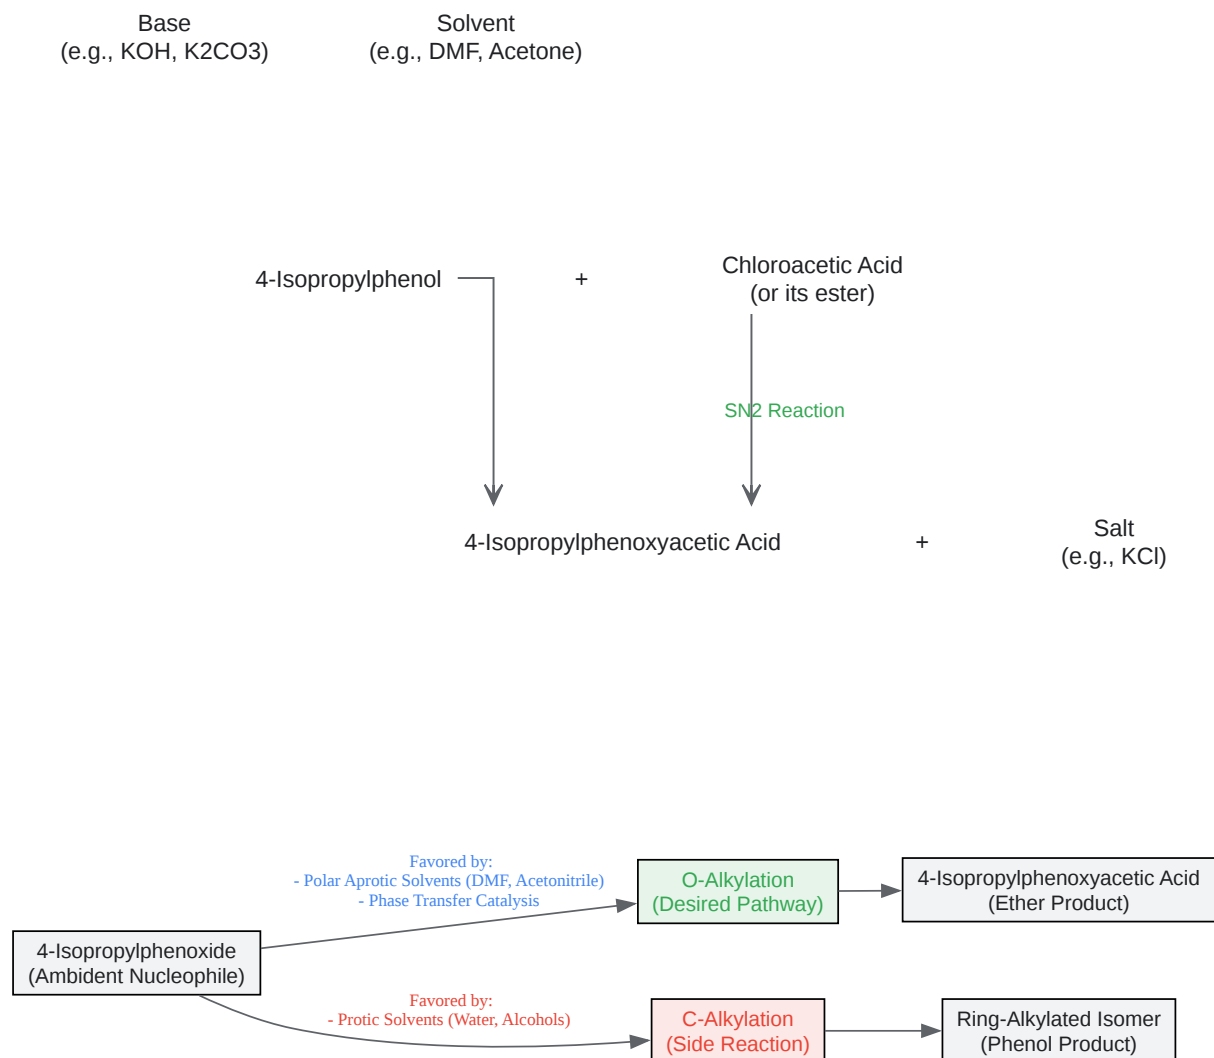 Base
(e.g., KOH, K2CO3)
Solvent
(e.g., DMF, Acetone)
4-Isopropylphenol
+
Chloroacetic Acid
(or its ester)
SN2 Reaction
4-Isopropylphenoxyacetic Acid
+
Salt
(e.g., KCl)
Favored by:
- Polar Aprotic Solvents (DMF, Acetonitrile)
- Phase Transfer Catalysis
O-Alkylation
(Desired Pathway)
4-Isopropylphenoxyacetic Acid
(Ether Product)
4-Isopropylphenoxide
(Ambident Nucleophile)
Favored by:
- Protic Solvents (Water, Alcohols)
C-Alkylation
(Side Reaction)
Ring-Alkylated Isomer
(Phenol Product)